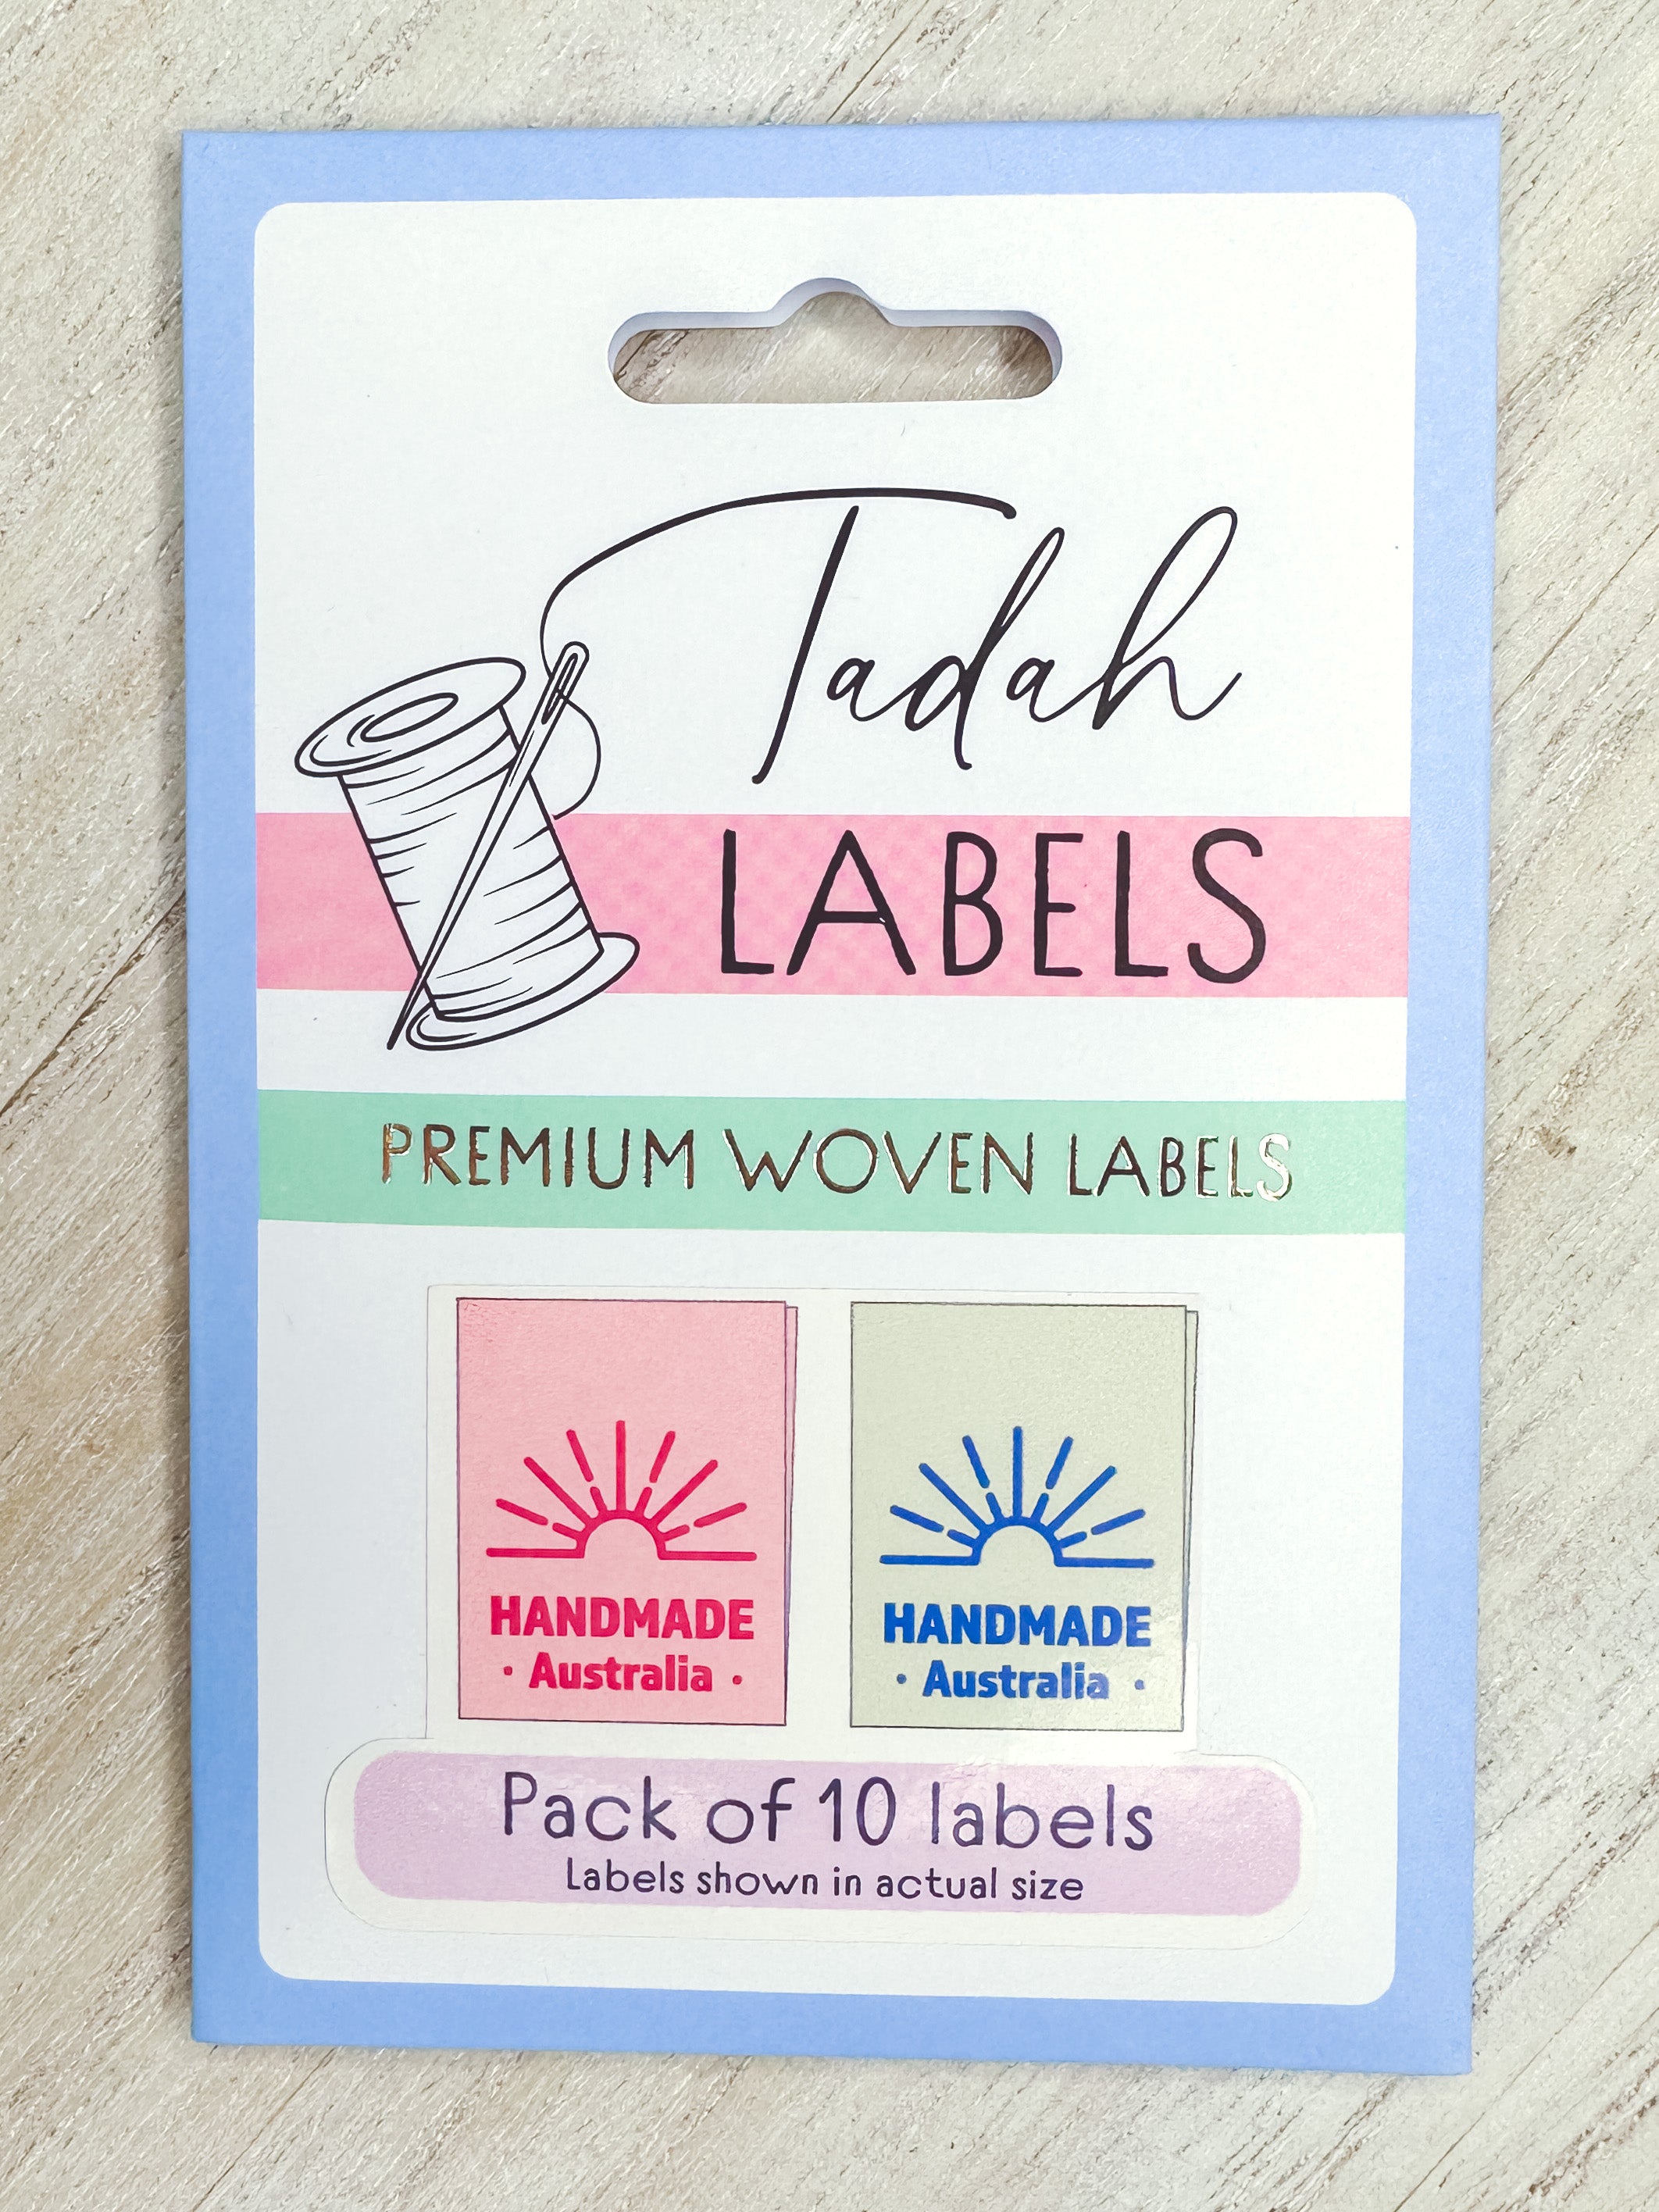 Tadah
LABELS
PREMIUM WOVEN LABELS
HANDMADE
· Australia ·
HANDMADE
· Australia ·
Pack of 10 labels
Labels shown in actual size